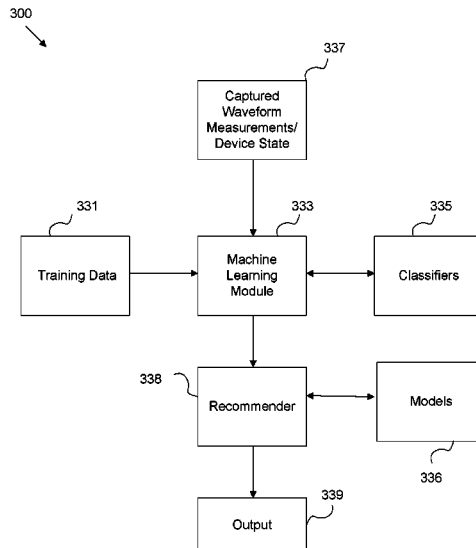 300
337
Captured
Waveform
Measurements/
Device State
331
333
335
Training Data
Machine
Learning
Module
Classifiers
338
Recommender
Models
336
339
Output